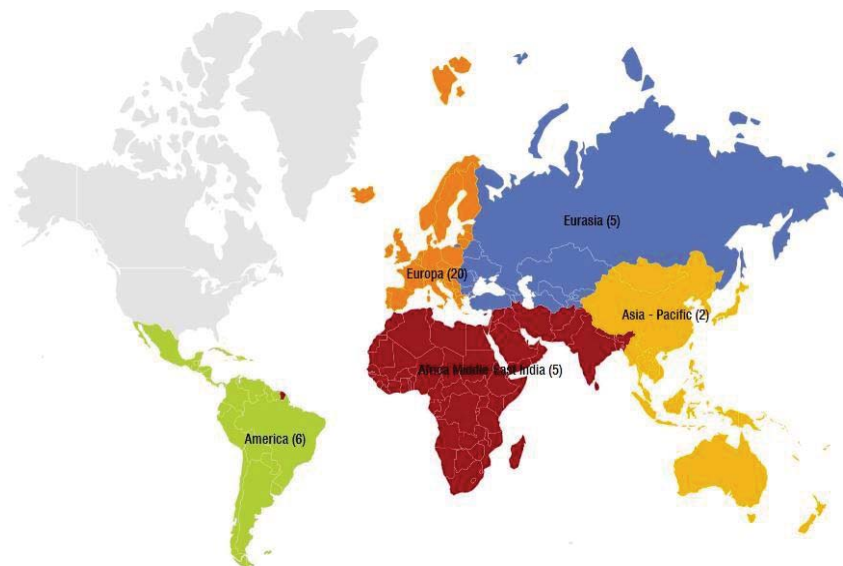 Eurasia (5)
Europa (20)
Asia - Pacific (2)
Africa Middle-East India (5)
America (6)